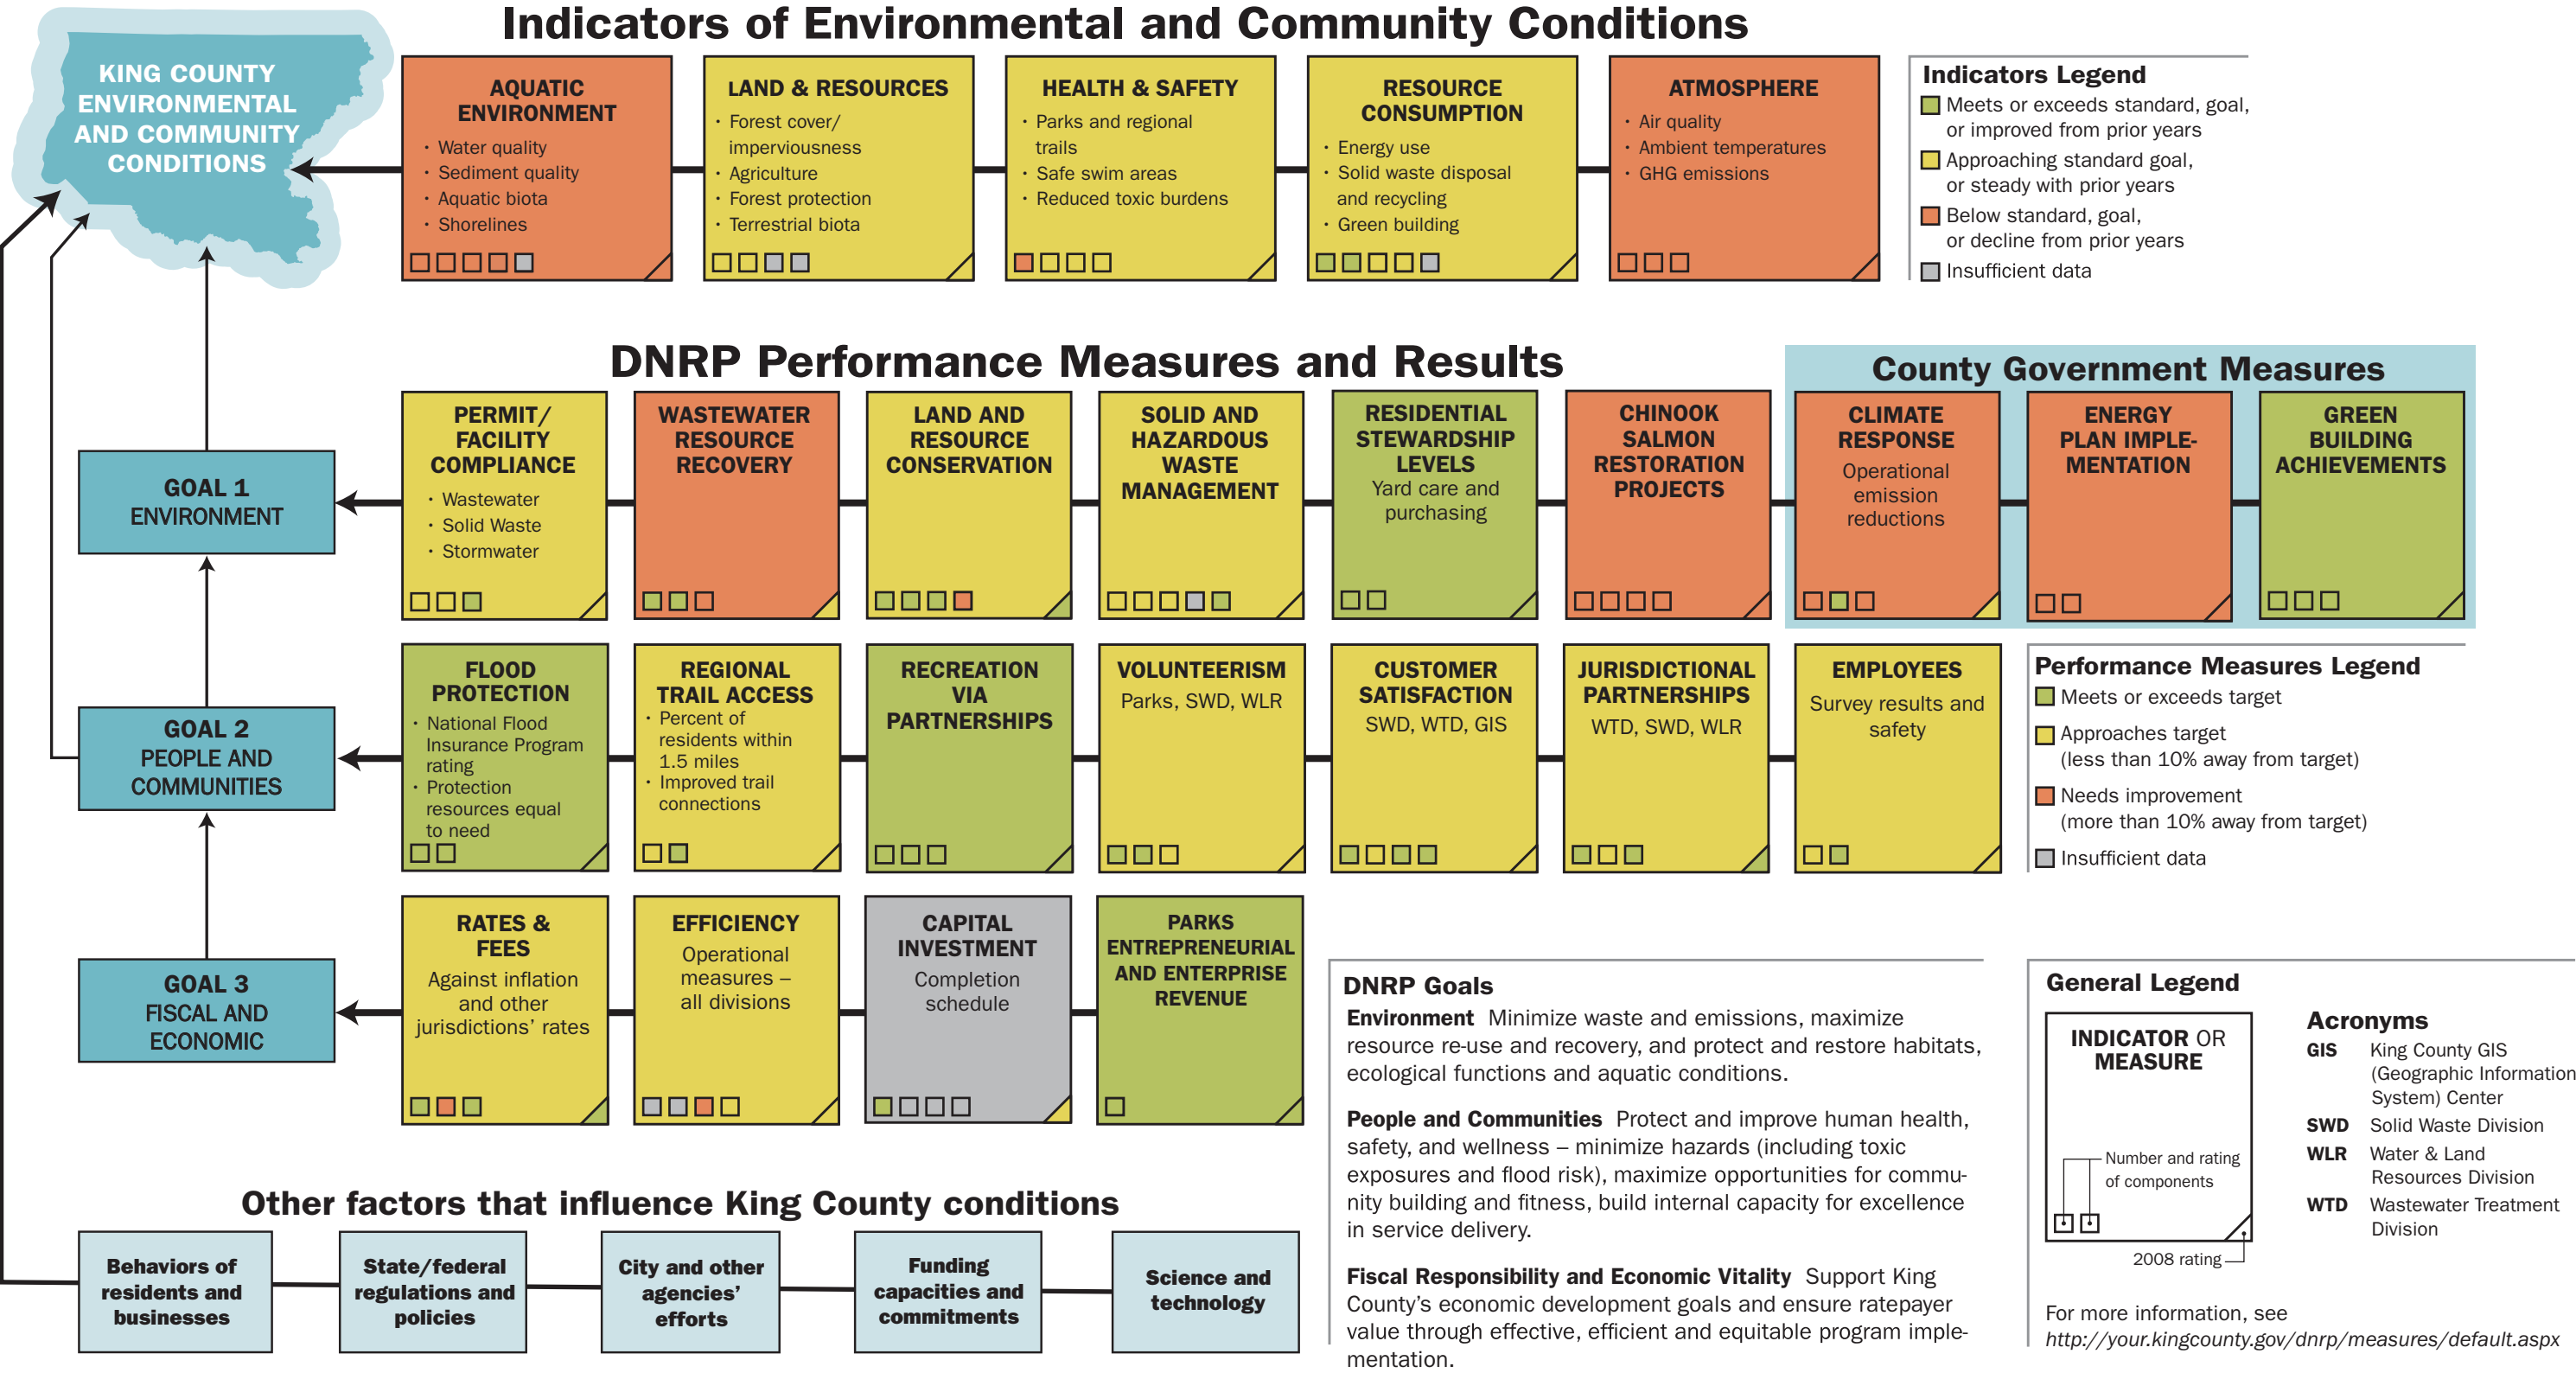 Indicators of Environmental and Community Conditions
KING COUNTY
ENVIRONMENTAL
AND COMMUNITY
CONDITIONS
AQUATIC
ENVIRONMENT
• Water quality
• Sediment quality
• Aquatic biota
• Shorelines
LAND & RESOURCES
• Forest cover/
imperviousness
• Agriculture
• Forest protection
• Terrestrial biota
HEALTH & SAFETY
• Parks and regional
trails
• Safe swim areas
• Reduced toxic burdens
RESOURCE
CONSUMPTION
• Energy use
• Solid waste disposal
and recycling
• Green building
ATMOSPHERE
• Air quality
• Ambient temperatures
• GHG emissions
Indicators Legend
Meets or exceeds standard, goal,
or improved from prior years
Approaching standard goal,
or steady with prior years
Below standard, goal,
or decline from prior years
Insufficient data
DNRP Performance Measures and Results
County Government Measures
GOAL 1
ENVIRONMENT
PERMIT/
FACILITY
COMPLIANCE
• Wastewater
• Solid Waste
• Stormwater
WASTEWATER
RESOURCE
RECOVERY
LAND AND
RESOURCE
CONSERVATION
SOLID AND
HAZARDOUS
WASTE
MANAGEMENT
RESIDENTIAL
STEWARDSHIP
LEVELS
Yard care and
purchasing
CHINOOK
SALMON
RESTORATION
PROJECTS
CLIMATE
RESPONSE
Operational
emission
reductions
ENERGY
PLAN IMPLE-
MENTATION
GREEN
BUILDING
ACHIEVEMENTS
GOAL 2
PEOPLE AND
COMMUNITIES
FLOOD
PROTECTION
• National Flood
Insurance Program
rating
• Protection
resources equal
to need
REGIONAL
TRAIL ACCESS
• Percent of
residents within
1.5 miles
• Improved trail
connections
RECREATION
VIA
PARTNERSHIPS
VOLUNTEERISM
Parks, SWD, WLR
CUSTOMER
SATISFACTION
SWD, WTD, GIS
JURISDICTIONAL
PARTNERSHIPS
WTD, SWD, WLR
EMPLOYEES
Survey results and
safety
Performance Measures Legend
Meets or exceeds target
Approaches target
(less than 10% away from target)
Needs improvement
(more than 10% away from target)
Insufficient data
GOAL 3
FISCAL AND
ECONOMIC
RATES &
FEES
Against inflation
and other
jurisdictions’ rates
EFFICIENCY
Operational
measures –
all divisions
CAPITAL
INVESTMENT
Completion
schedule
PARKS
ENTREPRENEURIAL
AND ENTERPRISE
REVENUE
DNRP Goals
Environment Minimize waste and emissions, maximize
resource re-use and recovery, and protect and restore habitats,
ecological functions and aquatic conditions.
People and Communities Protect and improve human health,
safety, and wellness – minimize hazards (including toxic
exposures and flood risk), maximize opportunities for commu-
nity building and fitness, build internal capacity for excellence
in service delivery.
Fiscal Responsibility and Economic Vitality Support King
County’s economic development goals and ensure ratepayer
value through effective, efficient and equitable program imple-
mentation.
General Legend
INDICATOR OR
MEASURE
Number and rating
of components
2008 rating
Acronyms
GIS King County GIS
(Geographic Information
System) Center
SWD Solid Waste Division
WLR Water & Land
Resources Division
WTD Wastewater Treatment
Division
For more information, see
http://your.kingcounty.gov/dnrp/measures/default.aspx
Other factors that influence King County conditions
Behaviors of
residents and
businesses
State/federal
regulations and
policies
City and other
agencies’
efforts
Funding
capacities and
commitments
Science and
technology